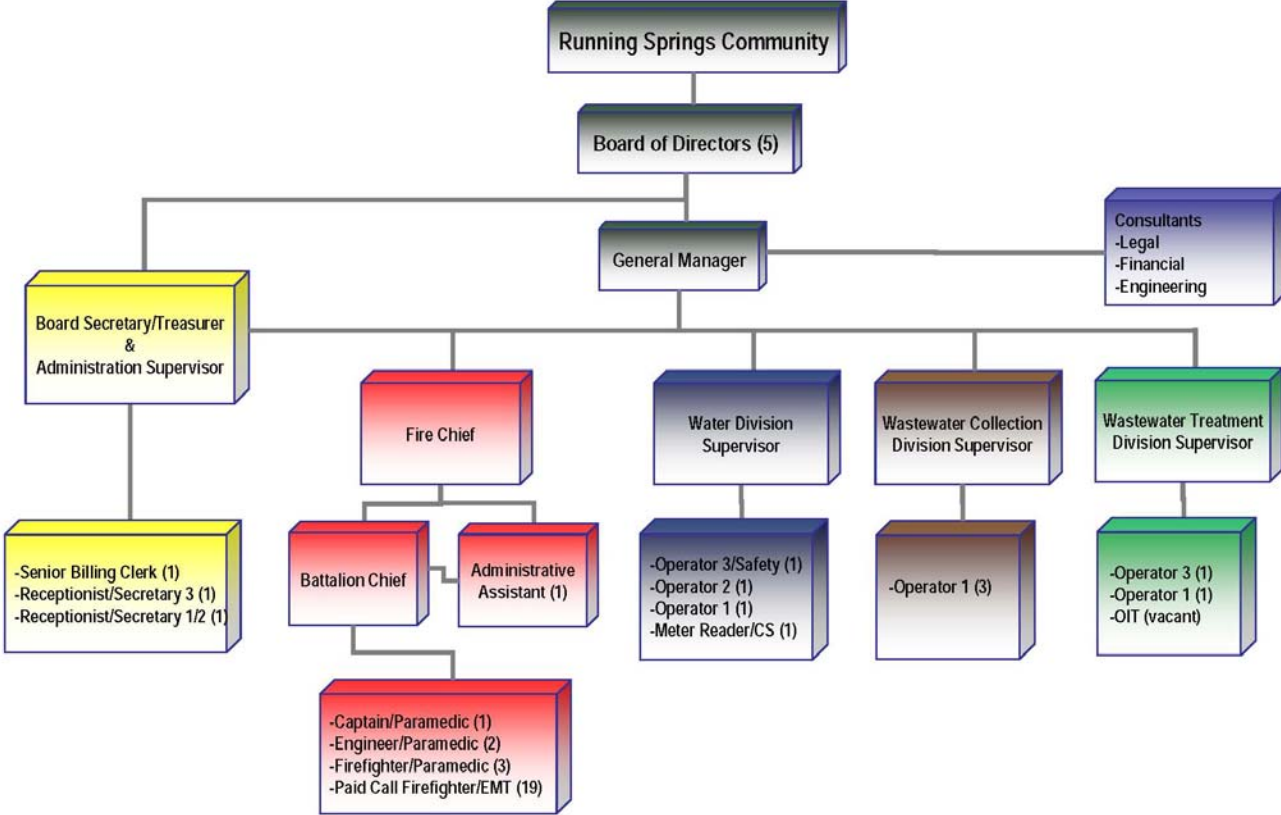 Running Springs Community
Board of Directors (5)
General Manager
Consultants
-Legal
-Financial
-Engineering
Board Secretary/Treasurer
&
Administration Supervisor
Fire Chief
Water Division
Supervisor
Wastewater Collection
Division Supervisor
Wastewater Treatment
Division Supervisor
-Senior Billing Clerk (1)
-Receptionist/Secretary 3 (1)
-Receptionist/Secretary 1/2 (1)
Battalion Chief
Administrative
Assistant (1)
-Operator 3/Safety (1)
-Operator 2 (1)
-Operator 1 (1)
-Meter Reader/CS (1)
-Operator 1 (3)
-Operator 3 (1)
-Operator 1 (1)
-OIT (vacant)
-Captain/Paramedic (1)
-Engineer/Paramedic (2)
-Firefighter/Paramedic (3)
-Paid Call Firefighter/EMT (19)